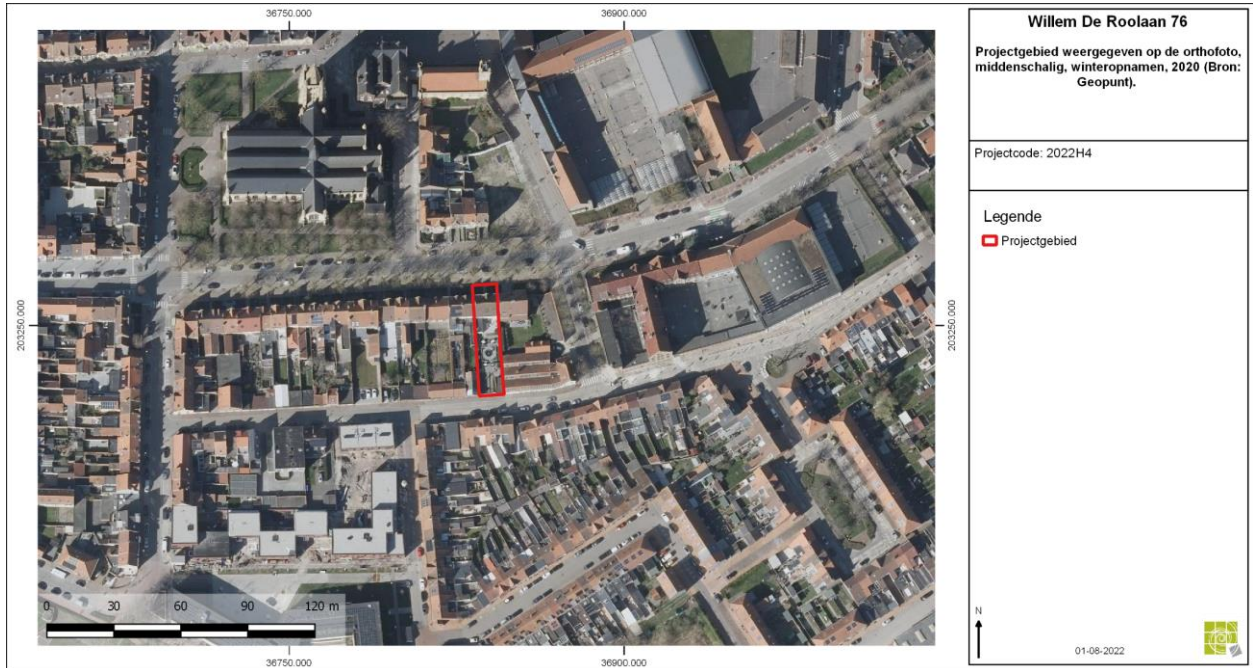 36750.000
36900.000
203250.000
203250.000
0 30 60 90 120 m
36750.000
36900.000
Willem De Roolaan 76
Projectgebied weergegeven op de orthofoto,
middenschalig, winteropnamen, 2020 (Bron:
Geopunt).
Projectcode: 2022H4
Legende
Projectgebied
N
01-08-2022